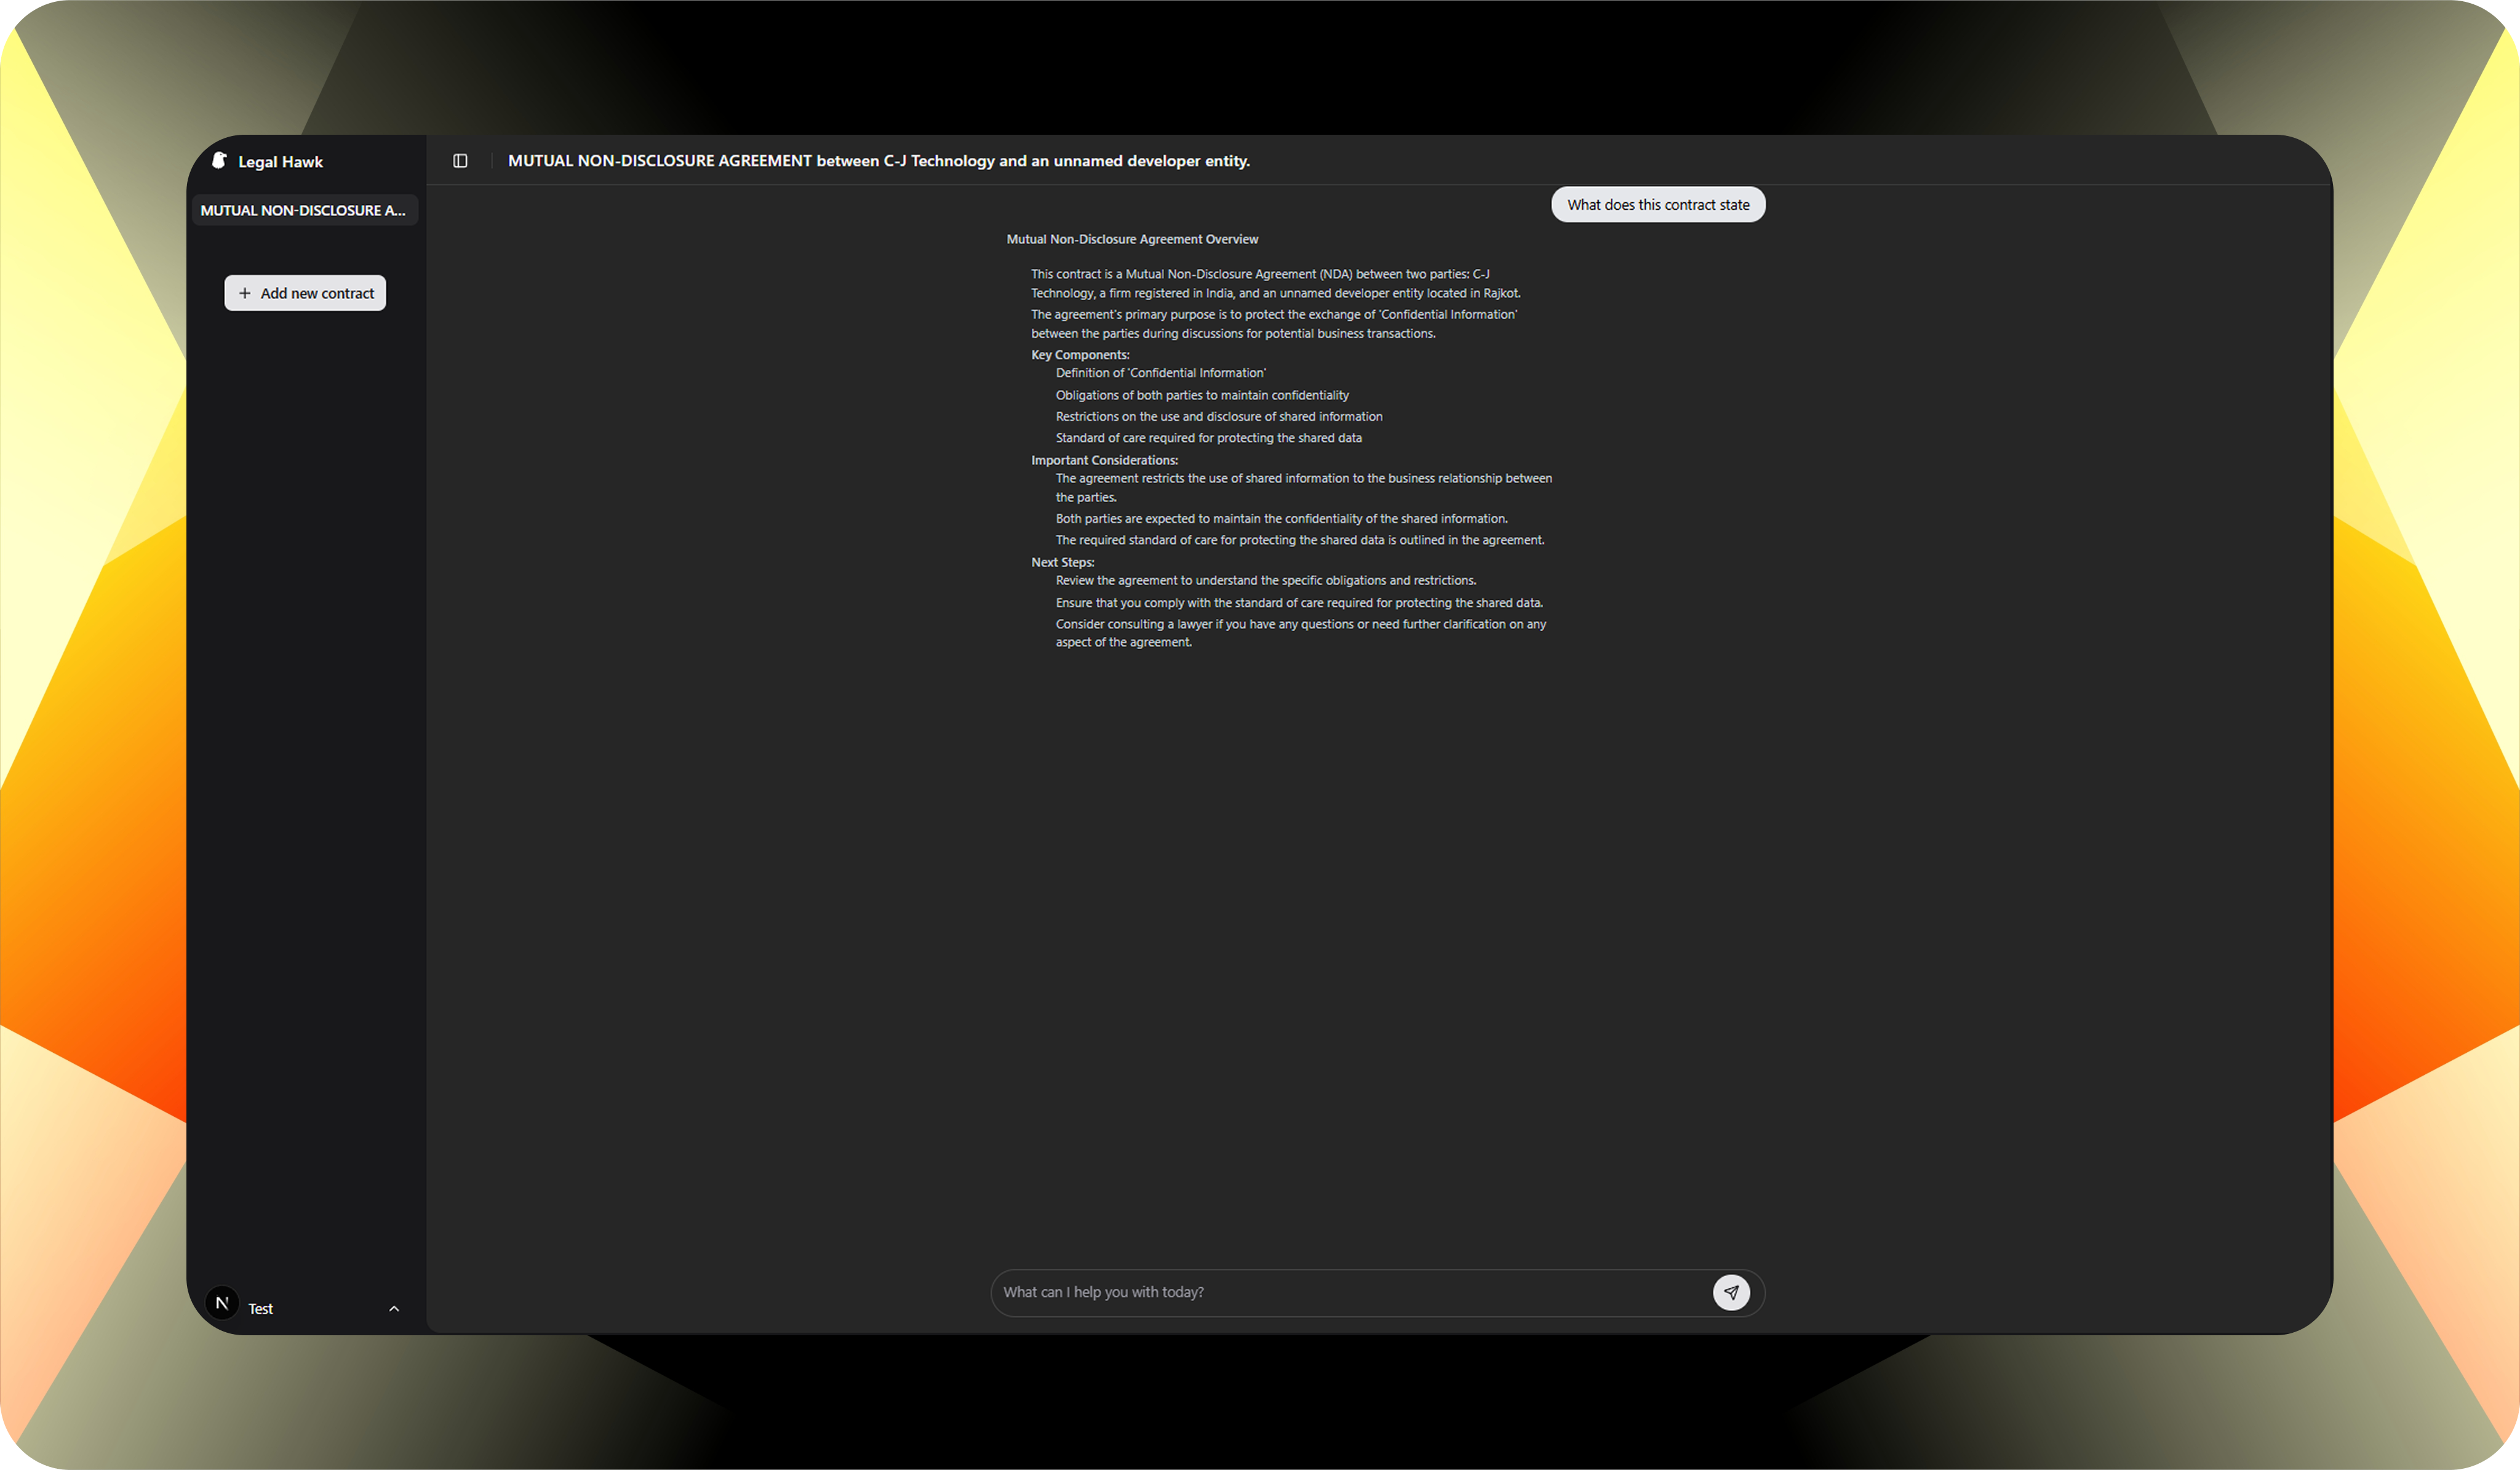 Legal Hawk
MUTUAL NON-DISCLOSURE A...
+ Add new contract
N
Test
MUTUAL NON-DISCLOSURE AGREEMENT between C-J Technology and an unnamed developer entity.
What does this contract state
Mutual Non-Disclosure Agreement Overview
This contract is a Mutual Non-Disclosure Agreement (NDA) between two parties: C-J
Technology, a firm registered in India, and an unnamed developer entity located in Rajkot.
The agreement's primary purpose is to protect the exchange of 'Confidential Information'
between the parties during discussions for potential business transactions.
Key Components:
Definition of 'Confidential Information'
Obligations of both parties to maintain confidentiality
Restrictions on the use and disclosure of shared information
Standard of care required for protecting the shared data
Important Considerations:
The agreement restricts the use of shared information to the business relationship between
the parties.
Both parties are expected to maintain the confidentiality of the shared information.
The required standard of care for protecting the shared data is outlined in the agreement.
Next Steps:
Review the agreement to understand the specific obligations and restrictions.
Ensure that you comply with the standard of care required for protecting the shared data.
Consider consulting a lawyer if you have any questions or need further clarification on any
aspect of the agreement.
What can I help you with today?